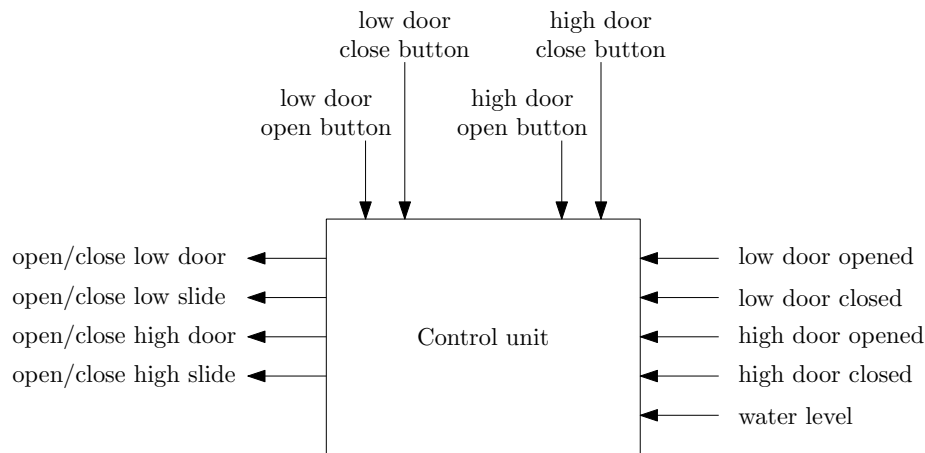 low door
close button
high door
close button
low door
open button
high door
open button
open/close low door
open/close low slide
open/close high door
open/close high slide
Control unit
low door opened
low door closed
high door opened
high door closed
water level